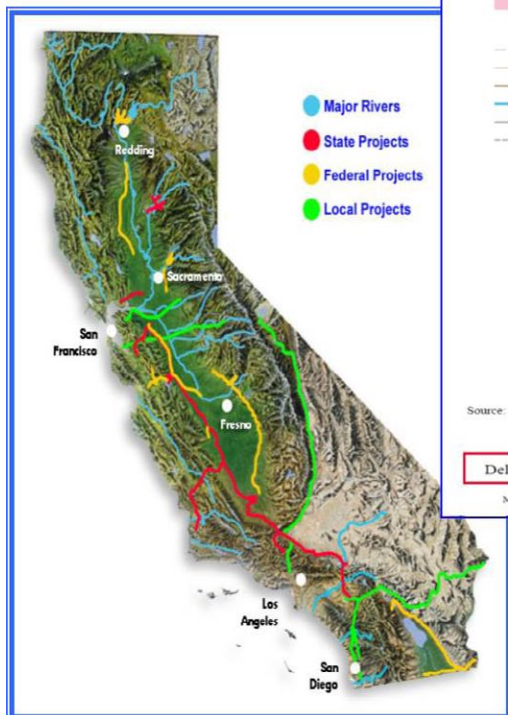 Major Rivers
State Projects
Federal Projects
Local Projects
Redding
Sacramento
San
Francisco
Fresno
Los
Angeles
San
Diego
Source: